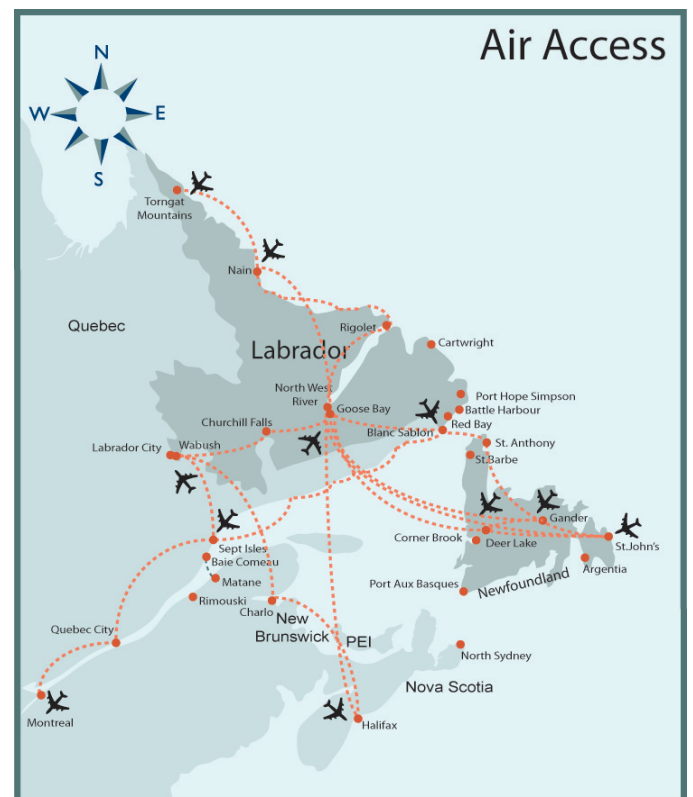 Air Access
N
W
E
S
Torngat
Mountains
Nain
Quebec
Rigolet
Labrador
Cartwright
North West
River
Goose Bay
Port Hope Simpson
Battle Harbour
Red Bay
Churchill Falls
Blanc Sablon
Labrador City
Wabush
St. Anthony
St.Barbe
Gander
Corner Brook
Deer Lake
St.John's
Sept Isles
Baie Comeau
Argentia
Matane
Port Aux Basques
Newfoundland
Rimouski
Charlo
New
Brunswick
Quebec City
PEI
North Sydney
Nova Scotia
Montreal
Halifax